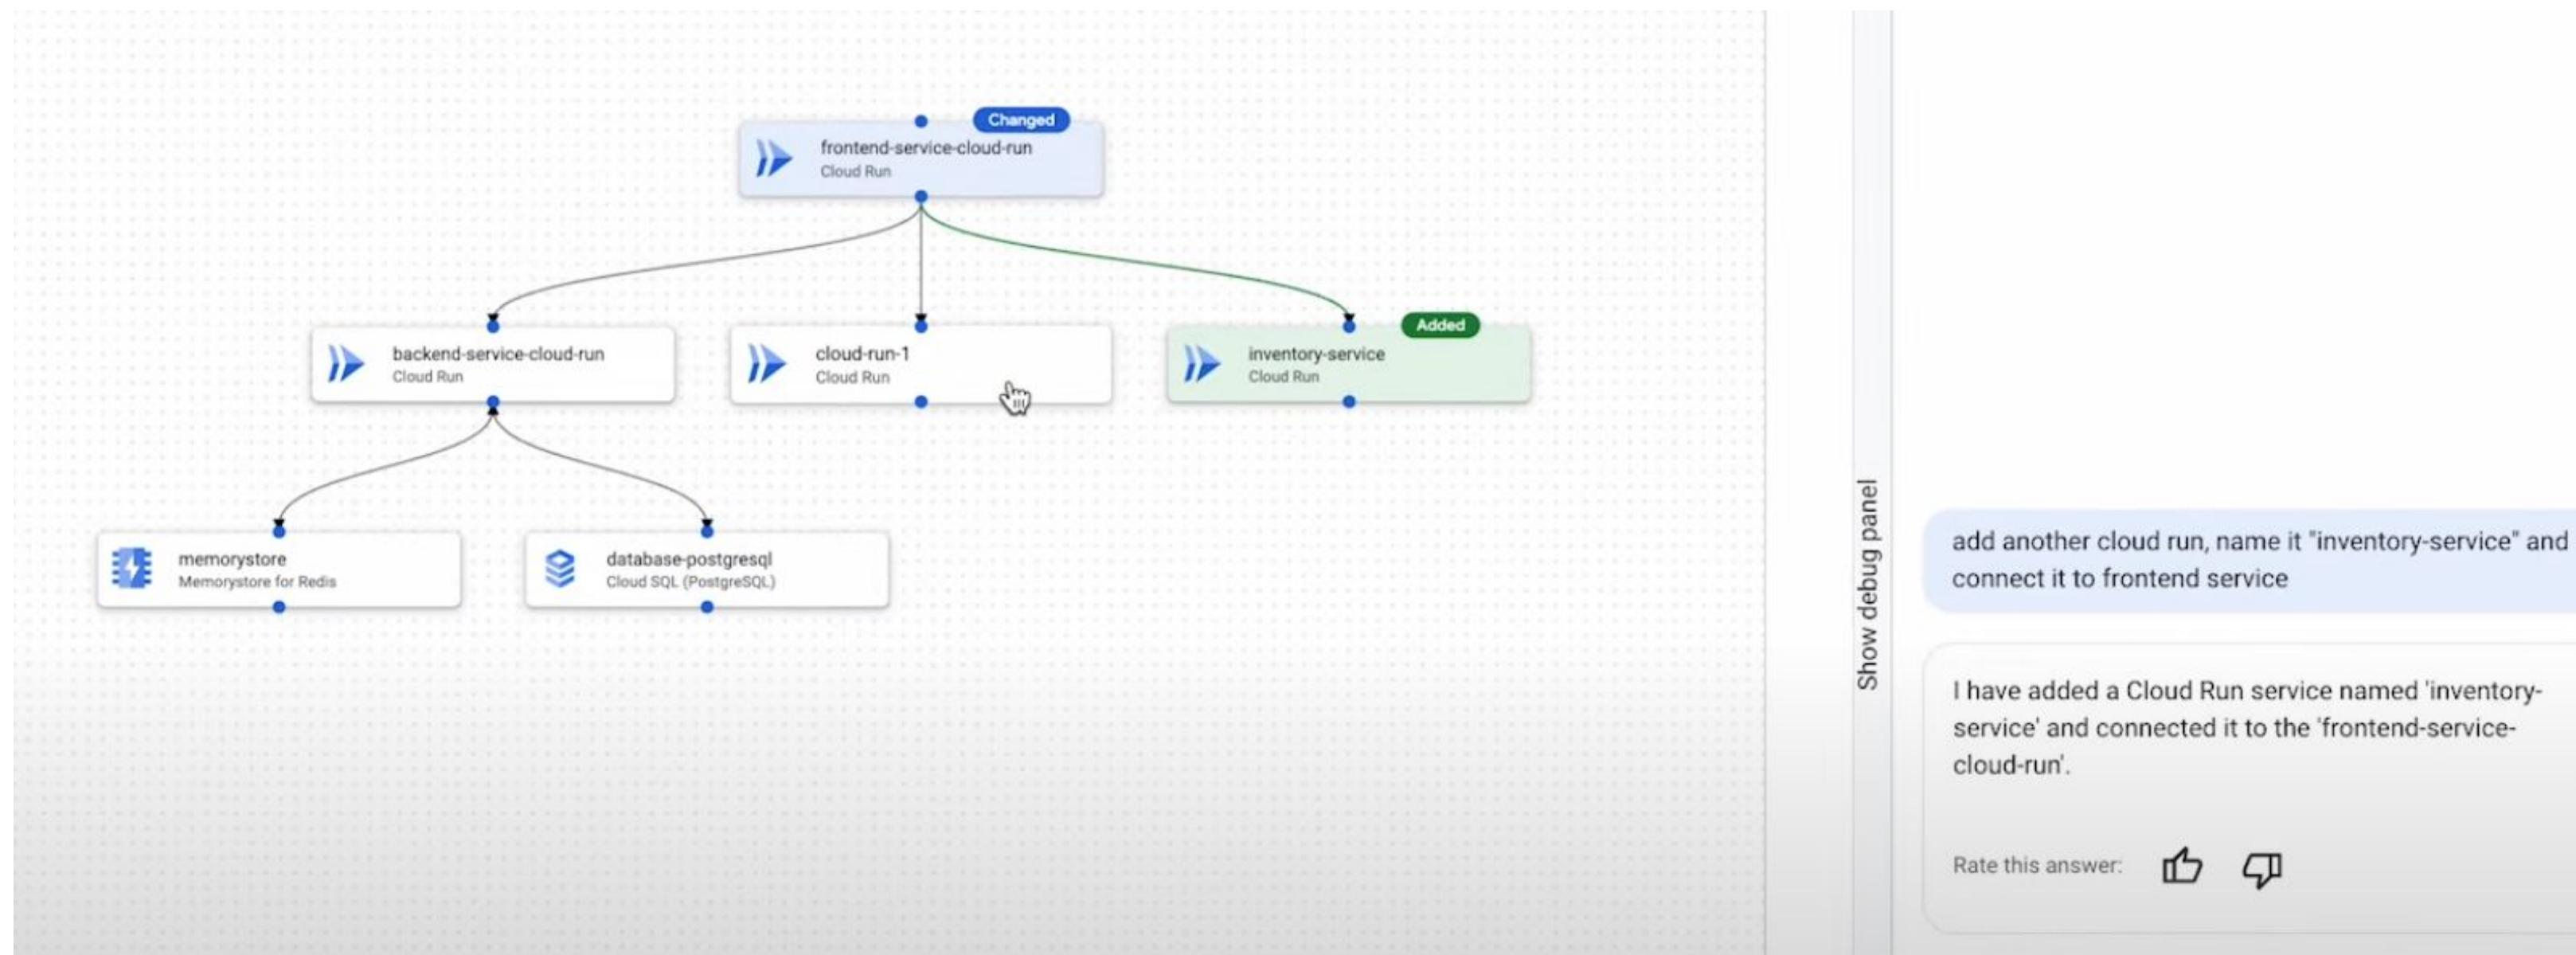 Changed
frontend-service-cloud-run
Cloud Run
backend-service-cloud-run
Cloud Run
cloud-run-1
Cloud Run
Added
inventory-service
Cloud Run
memorystore
Memorystore for Redis
database-postgresql
Cloud SQL (PostgreSQL)
Show debug panel
add another cloud run, name it "inventory-service" and
connect it to frontend service
I have added a Cloud Run service named 'inventory-
service' and connected it to the 'frontend-service-
cloud-run'.
Rate this answer: